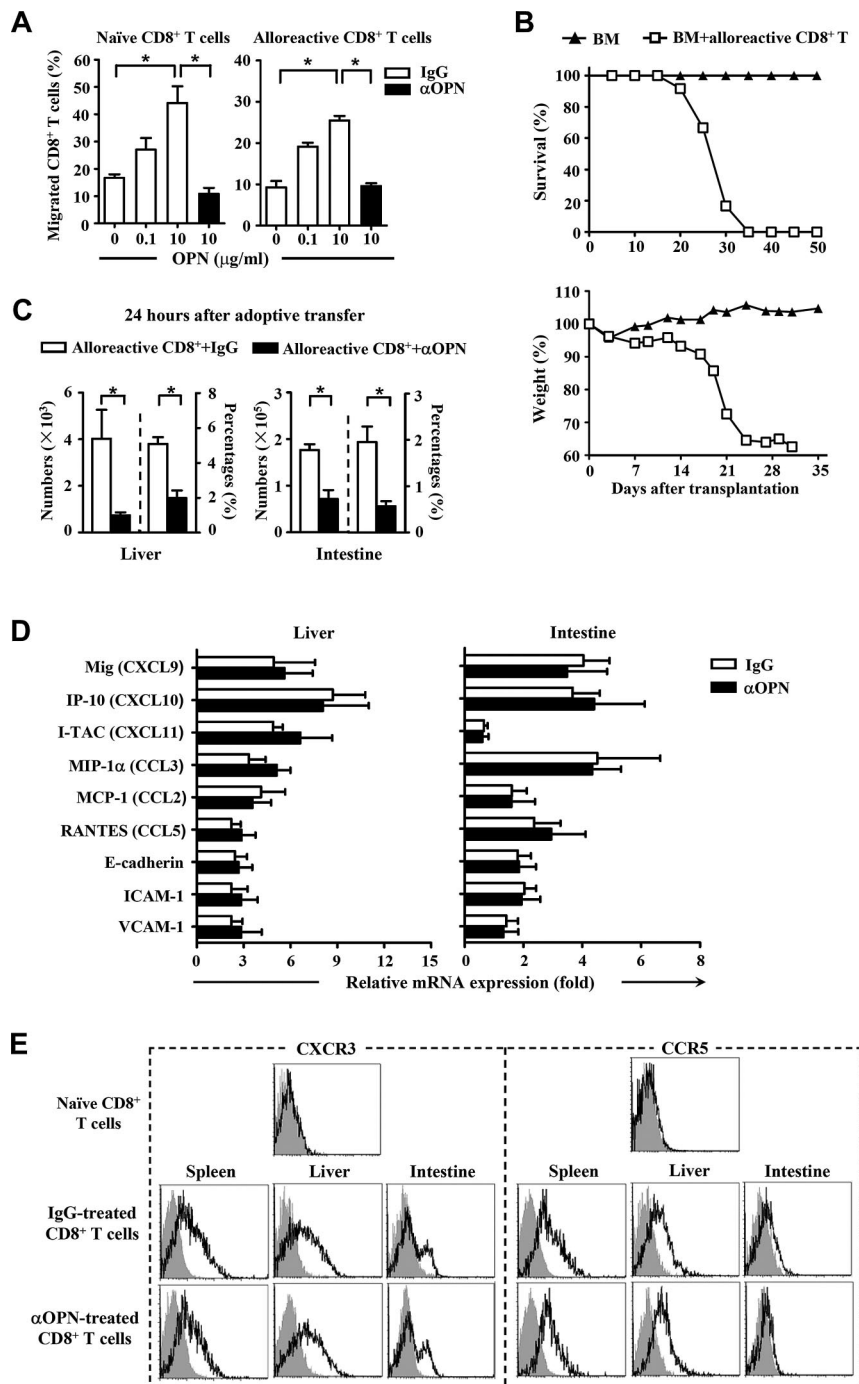 A
Naïve CD8⁺ T cells
Alloreactive CD8⁺ T cells
Migrated CD8⁺ T cells (%)
60
50
40
30
20
10
0
* *
0 0.1 10 10
40
30
20
10
0
* *
0 0.1 10 10
IgG
αOPN
OPN (µg/ml)
B
BM BM+alloreactive CD8⁺ T
Survival (%)
100
80
60
40
20
0
0 10 20 30 40 50
Weight (%)
110
100
90
80
70
60
0 7 14 21 28 35
Days after transplantation
C
24 hours after adoptive transfer
Alloreactive CD8⁺+IgG Alloreactive CD8⁺+αOPN
Numbers (×10³)
6
4
2
0
* *
8
6
4
2
0
Percentages (%)
Liver
Numbers (×10⁵)
3
2
1
0
* *
3
2
1
0
Percentages (%)
Intestine
D
Liver Intestine
IgG
αOPN
Mig (CXCL9)
IP-10 (CXCL10)
I-TAC (CXCL11)
MIP-1α (CCL3)
MCP-1 (CCL2)
RANTES (CCL5)
E-cadherin
ICAM-1
VCAM-1
0 3 6 9 12 15
0 2 4 6 8
Relative mRNA expression (fold)
E
CXCR3 CCR5
Naïve CD8⁺
T cells
Spleen Liver Intestine Spleen Liver Intestine
IgG-treated
CD8⁺ T cells
αOPN-treated
CD8⁺ T cells